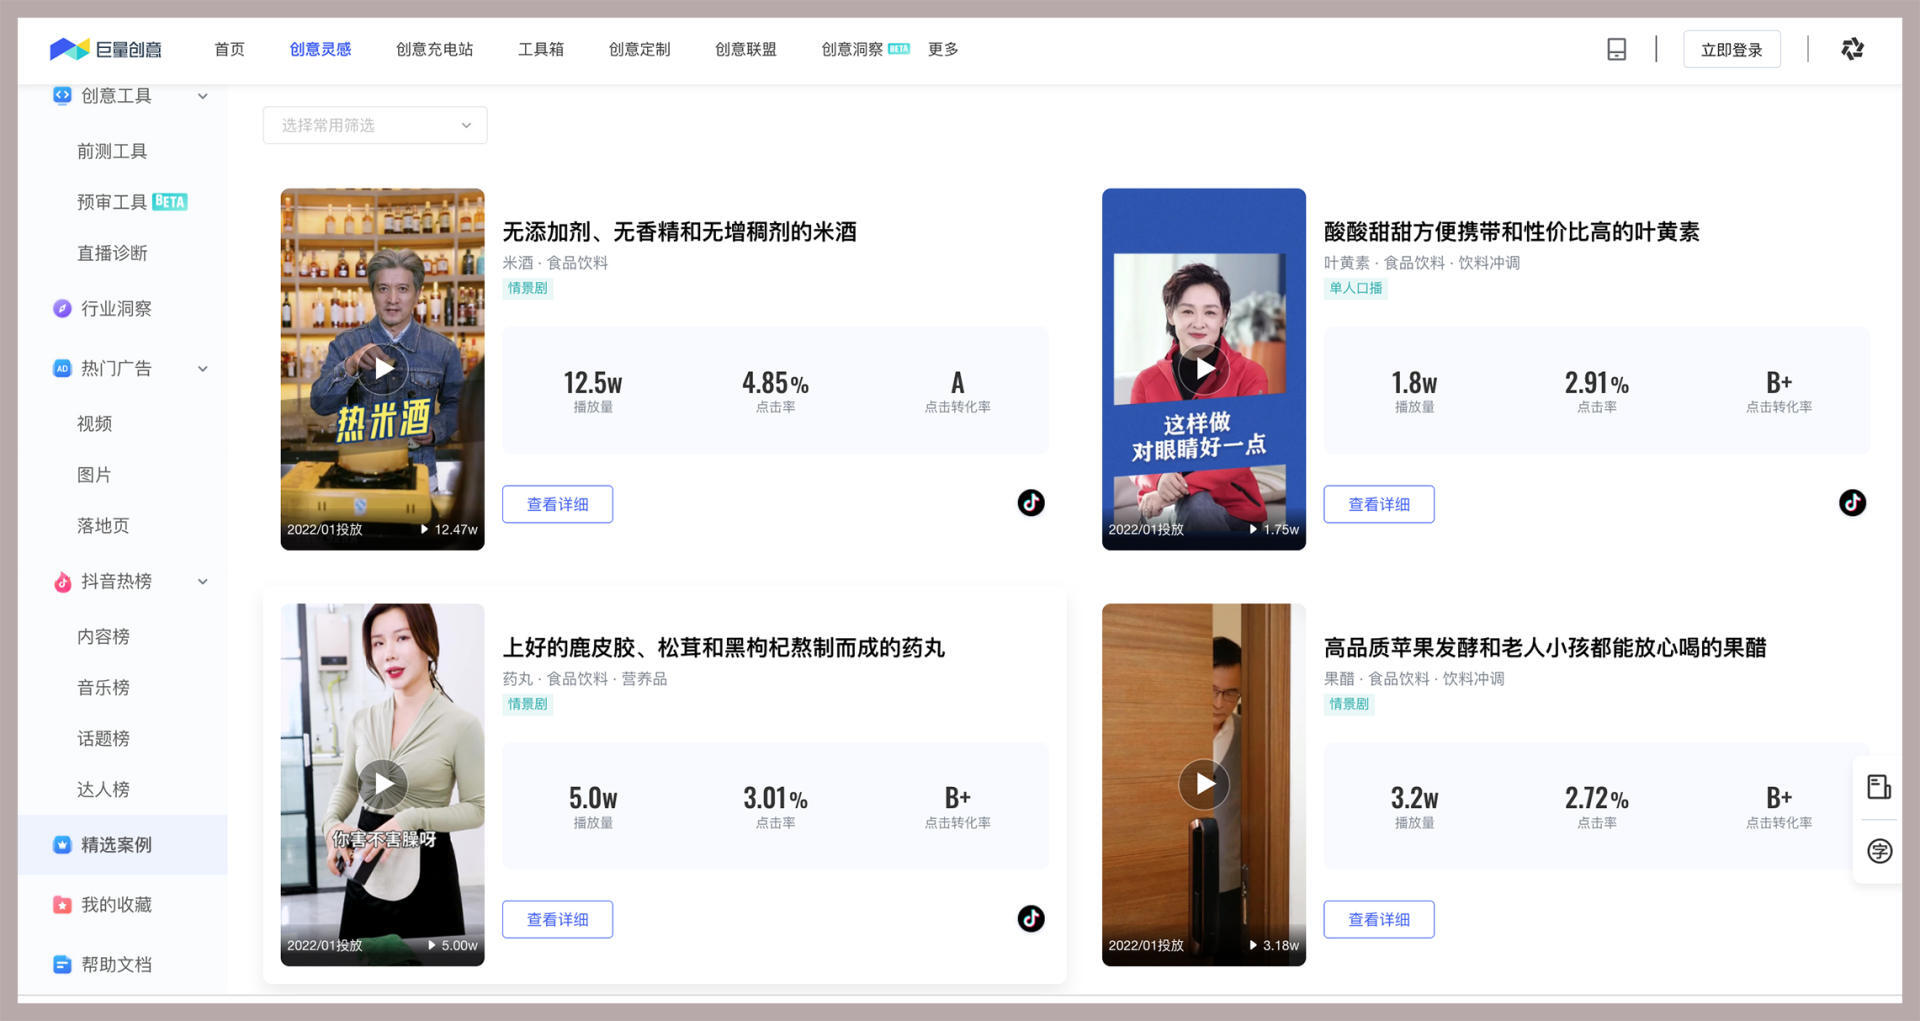 巨量创意
首页
创意灵感
创意充电站
工具箱
创意定制
创意联盟
创意洞察 BETA
更多
立即登录
创意工具
前测工具
预审工具 BETA
直播诊断
行业洞察
AD 热门广告
视频
图片
落地页
抖音热榜
内容榜
音乐榜
话题榜
达人榜
精选案例
我的收藏
帮助文档
选择常用筛选
热米酒
2022/01投放 12.47w
无添加剂、无香精和无增稠剂的米酒
米酒 · 食品饮料
情景剧
12.5w 4.85% A
播放量 点击率 点击转化率
查看详细
这样做
对眼睛好一点
2022/01投放 1.75w
酸酸甜甜方便携带和性价比高的叶黄素
叶黄素 · 食品饮料 · 饮料冲调
单人口播
1.8w 2.91% B+
播放量 点击率 点击转化率
查看详细
你害不害臊呀
2022/01投放 5.00w
上好的鹿皮胶、松茸和黑枸杞熬制而成的药丸
药丸 · 食品饮料 · 营养品
情景剧
5.0w 3.01% B+
播放量 点击率 点击转化率
查看详细
2022/01投放 3.18w
高品质苹果发酵和老人小孩都能放心喝的果醋
果醋 · 食品饮料 · 饮料冲调
情景剧
3.2w 2.72% B+
播放量 点击率 点击转化率
查看详细
字